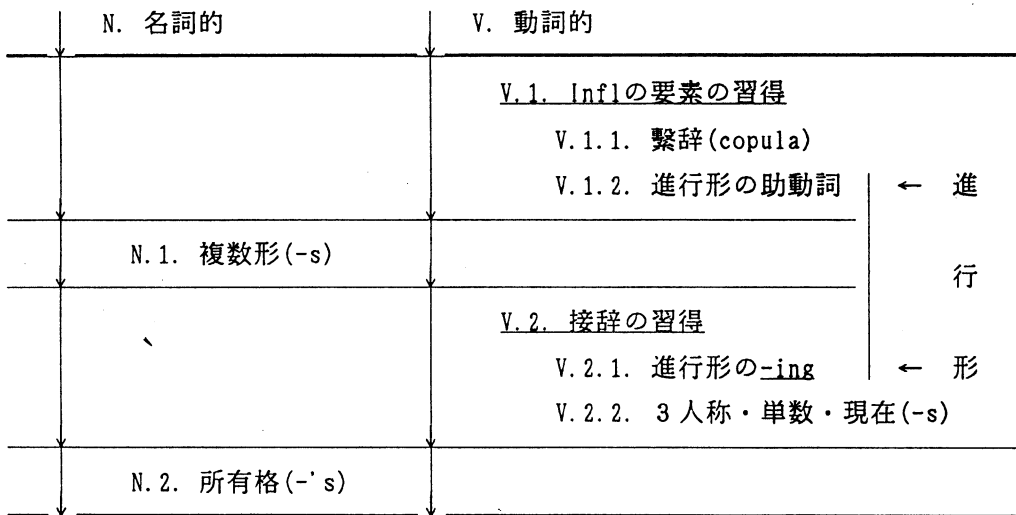 N. 名詞的 V. 動詞的
V.1. Inflの要素の習得
V.1.1. 繫辞(copula)
V.1.2. 進行形の助動詞 ← 進
N.1. 複数形(-s)
行
V.2. 接辞の習得
V.2.1. 進行形の-ing ← 形
V.2.2. 3人称・単数・現在(-s)
N.2. 所有格(-'s)